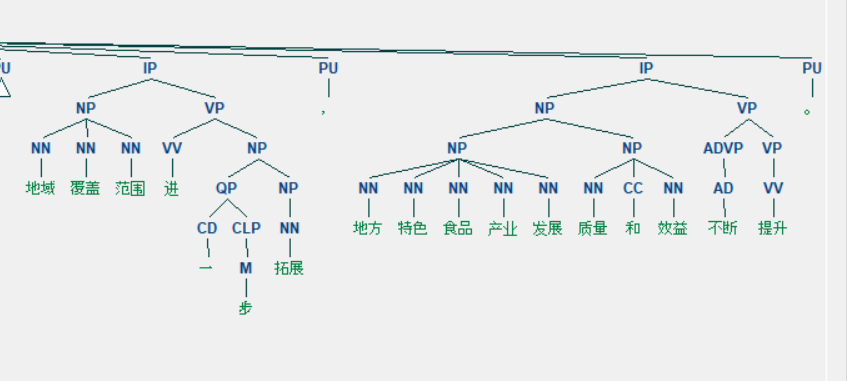 PU IP PU IP PU
NP VP , NP VP 。
NN NN NN VV NP NP NP ADVP VP
地域 覆盖 范围 进 QP NP NN NN NN NN NN NN CC NN AD VV
CD CLP NN 地方 特色 食品 产业 发展 质量 和 效益 不断 提升
一 M 拓展
步